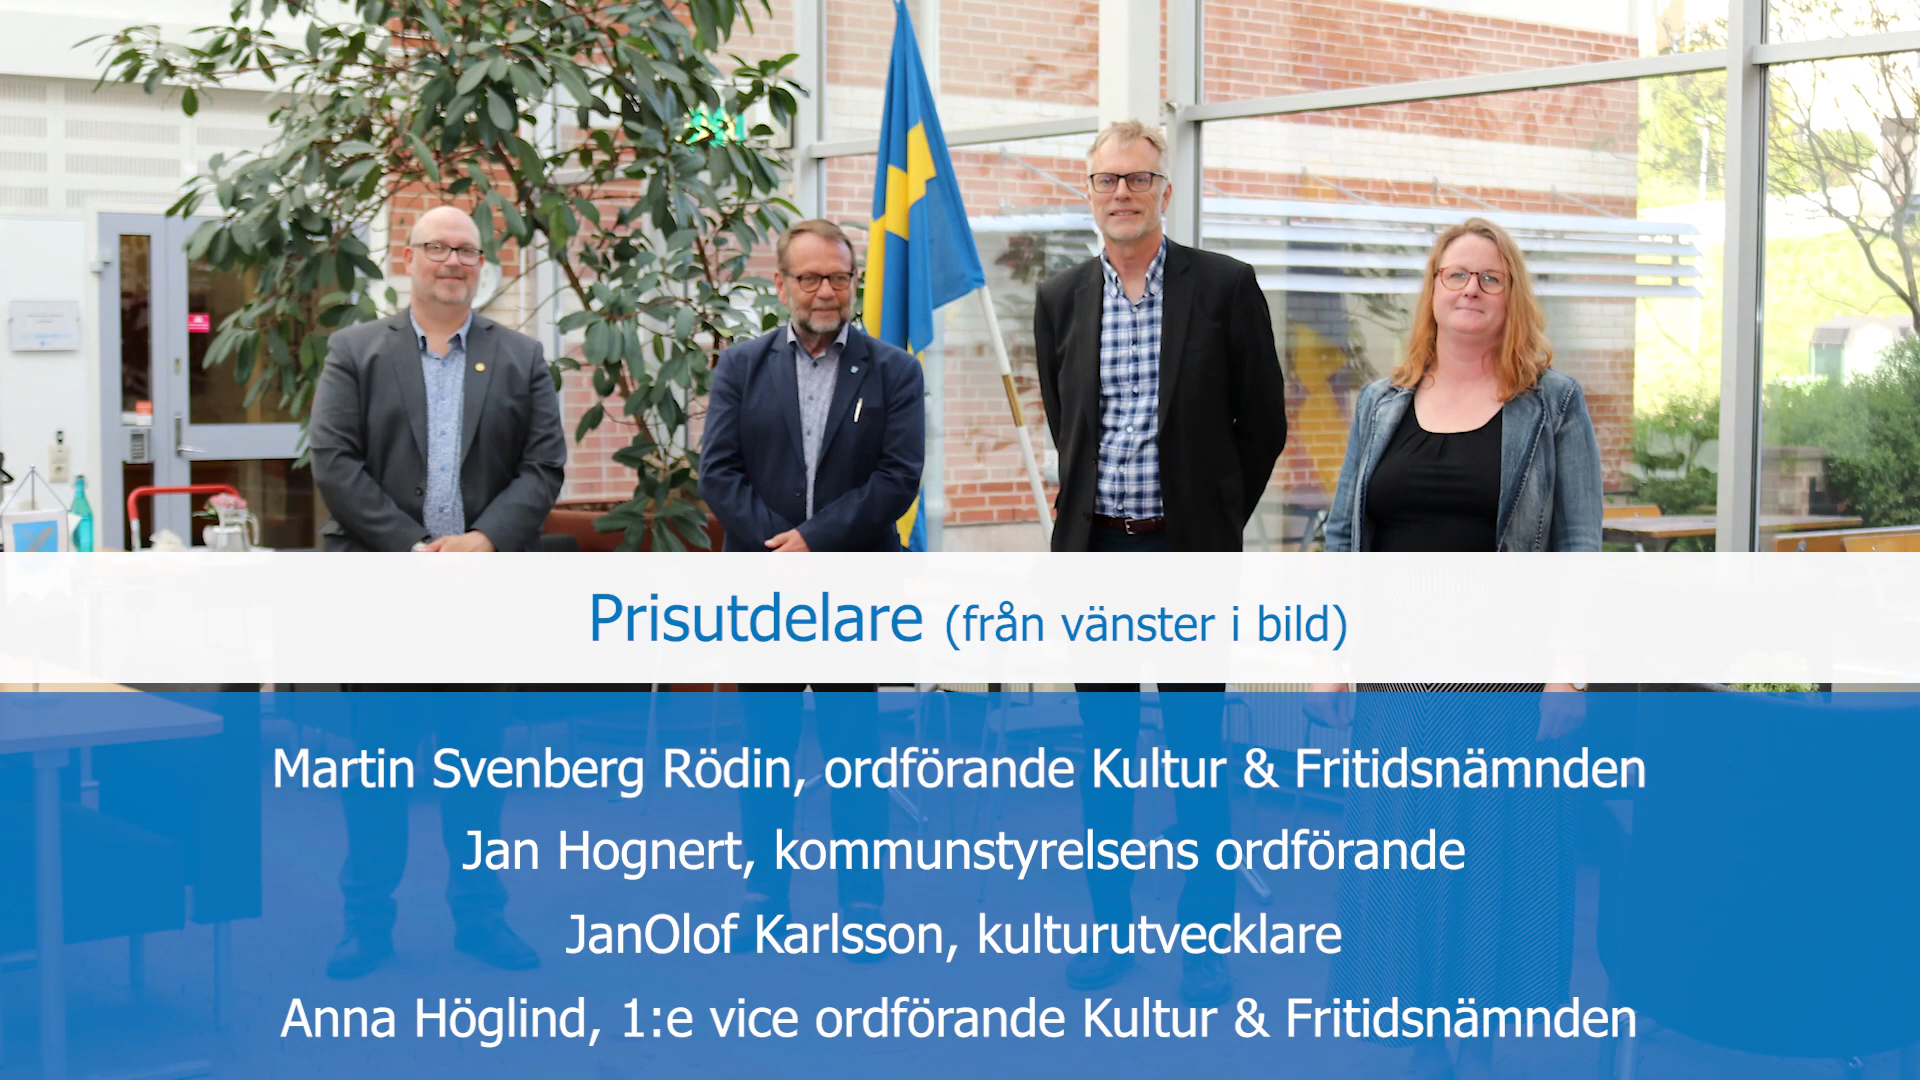 Prisutdelare (från vänster i bild)
Martin Svenberg Rödin, ordförande Kultur & Fritidsnämnden
Jan Hognert, kommunstyrelsens ordförande
JanOlof Karlsson, kulturutvecklare
Anna Höglind, 1:e vice ordförande Kultur & Fritidsnämnden